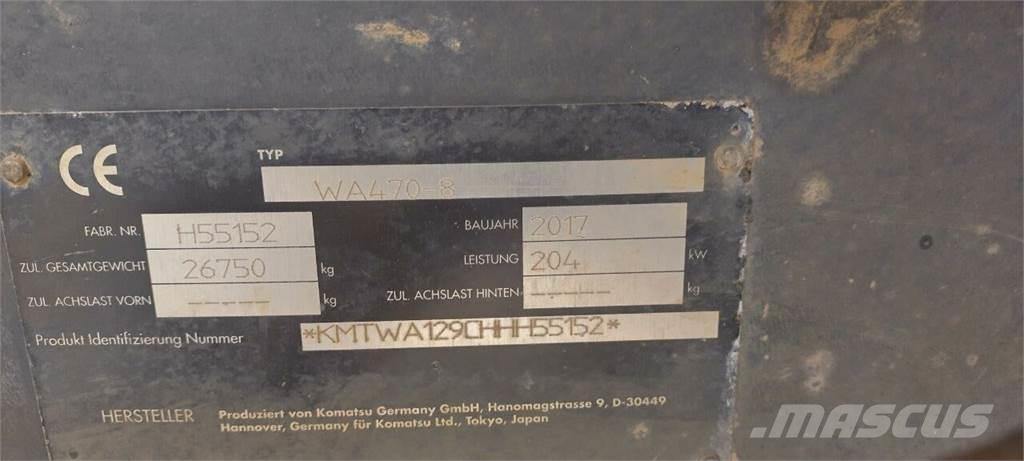 CE
TYP WA470-8
FABR. NR. H55152 BAUJAHR 2017
ZUL. GESAMTGEWICHT 26750 kg LEISTUNG 204 kW
ZUL. ACHSLAST VORN ----- kg ZUL. ACHSLAST HINTEN ----- kg
Produkt Identifizierung Nummer *KMTWA129CHHH55152*
HERSTELLER Produziert von Komatsu Germany GmbH, Hanomagstrasse 9, D-30449
Hannover, Germany für Komatsu Ltd., Tokyo, Japan
MASCUS